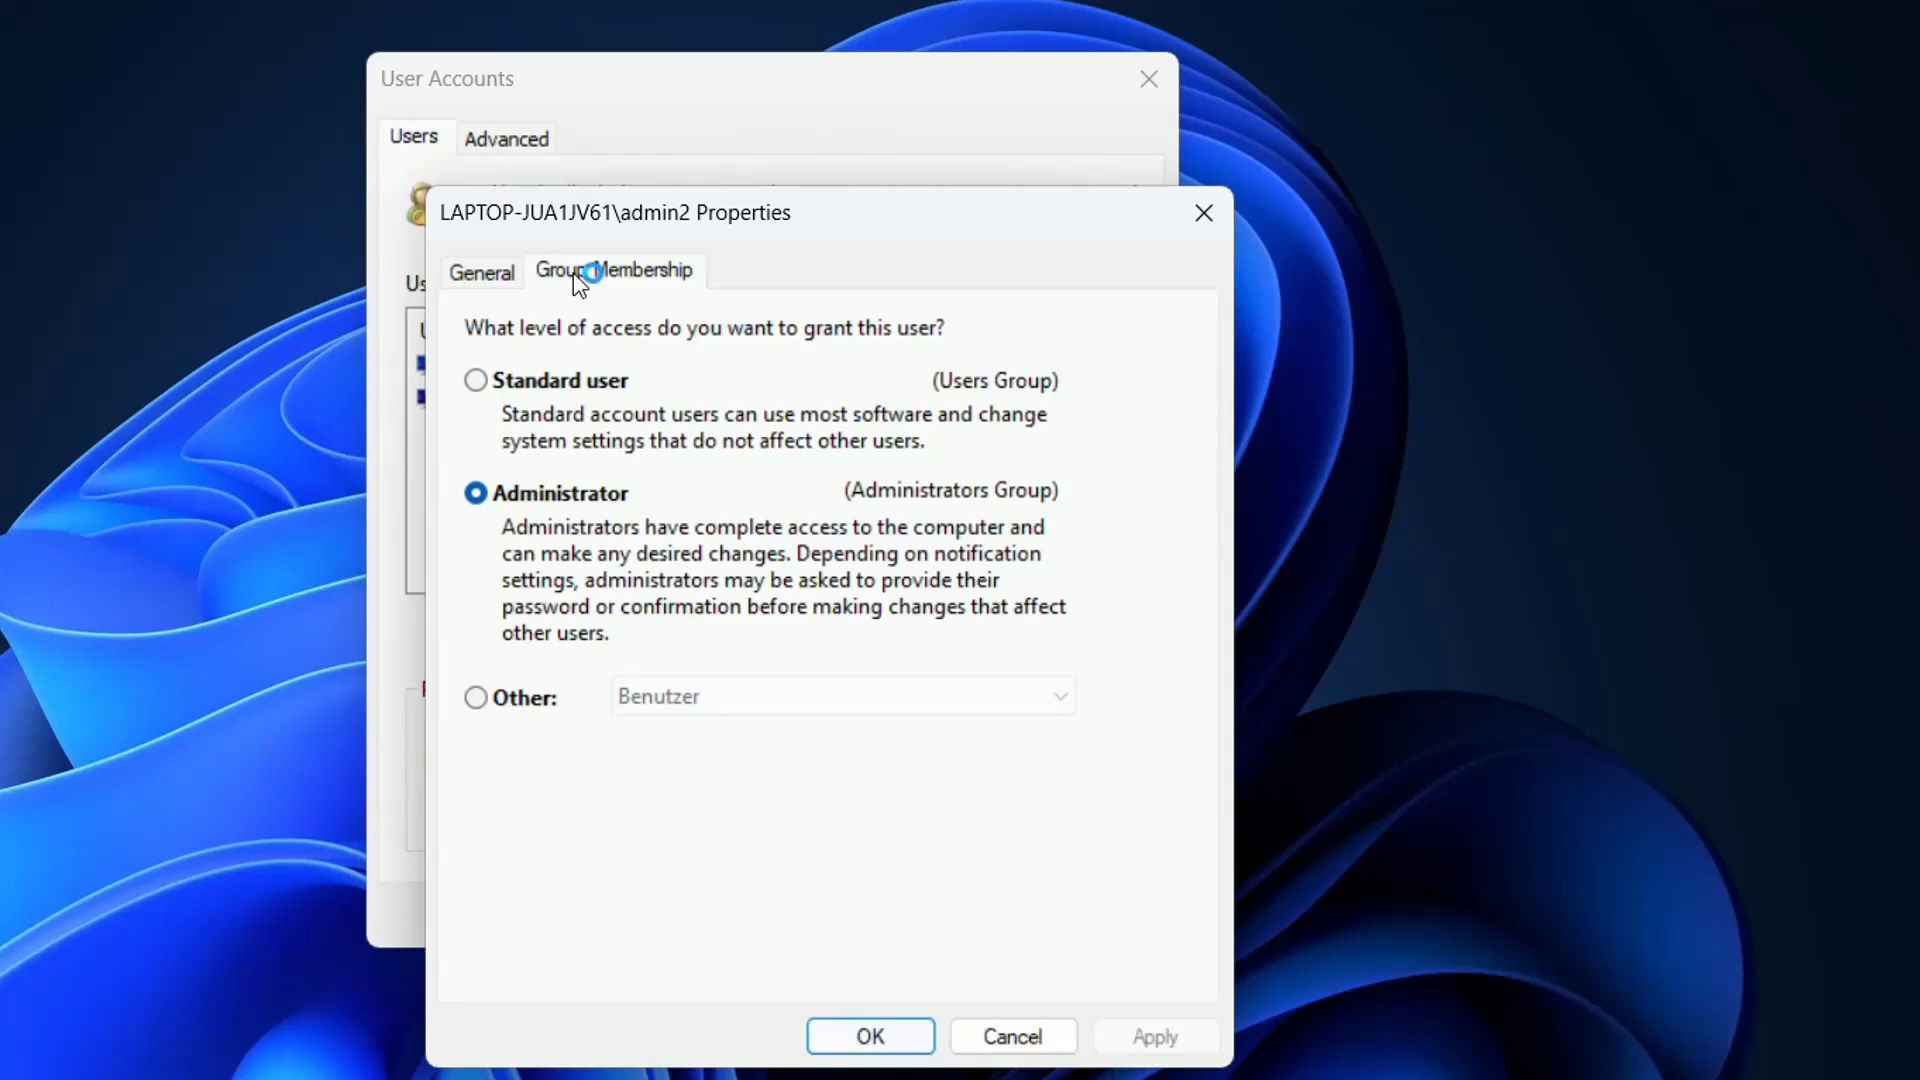 User Accounts
Users
Advanced
LAPTOP-JUA1JV61\admin2 Properties
General
Group Membership
What level of access do you want to grant this user?
Standard user
(Users Group)
Standard account users can use most software and change
system settings that do not affect other users.
Administrator
(Administrators Group)
Administrators have complete access to the computer and
can make any desired changes. Depending on notification
settings, administrators may be asked to provide their
password or confirmation before making changes that affect
other users.
Other:
Benutzer
OK
Cancel
Apply